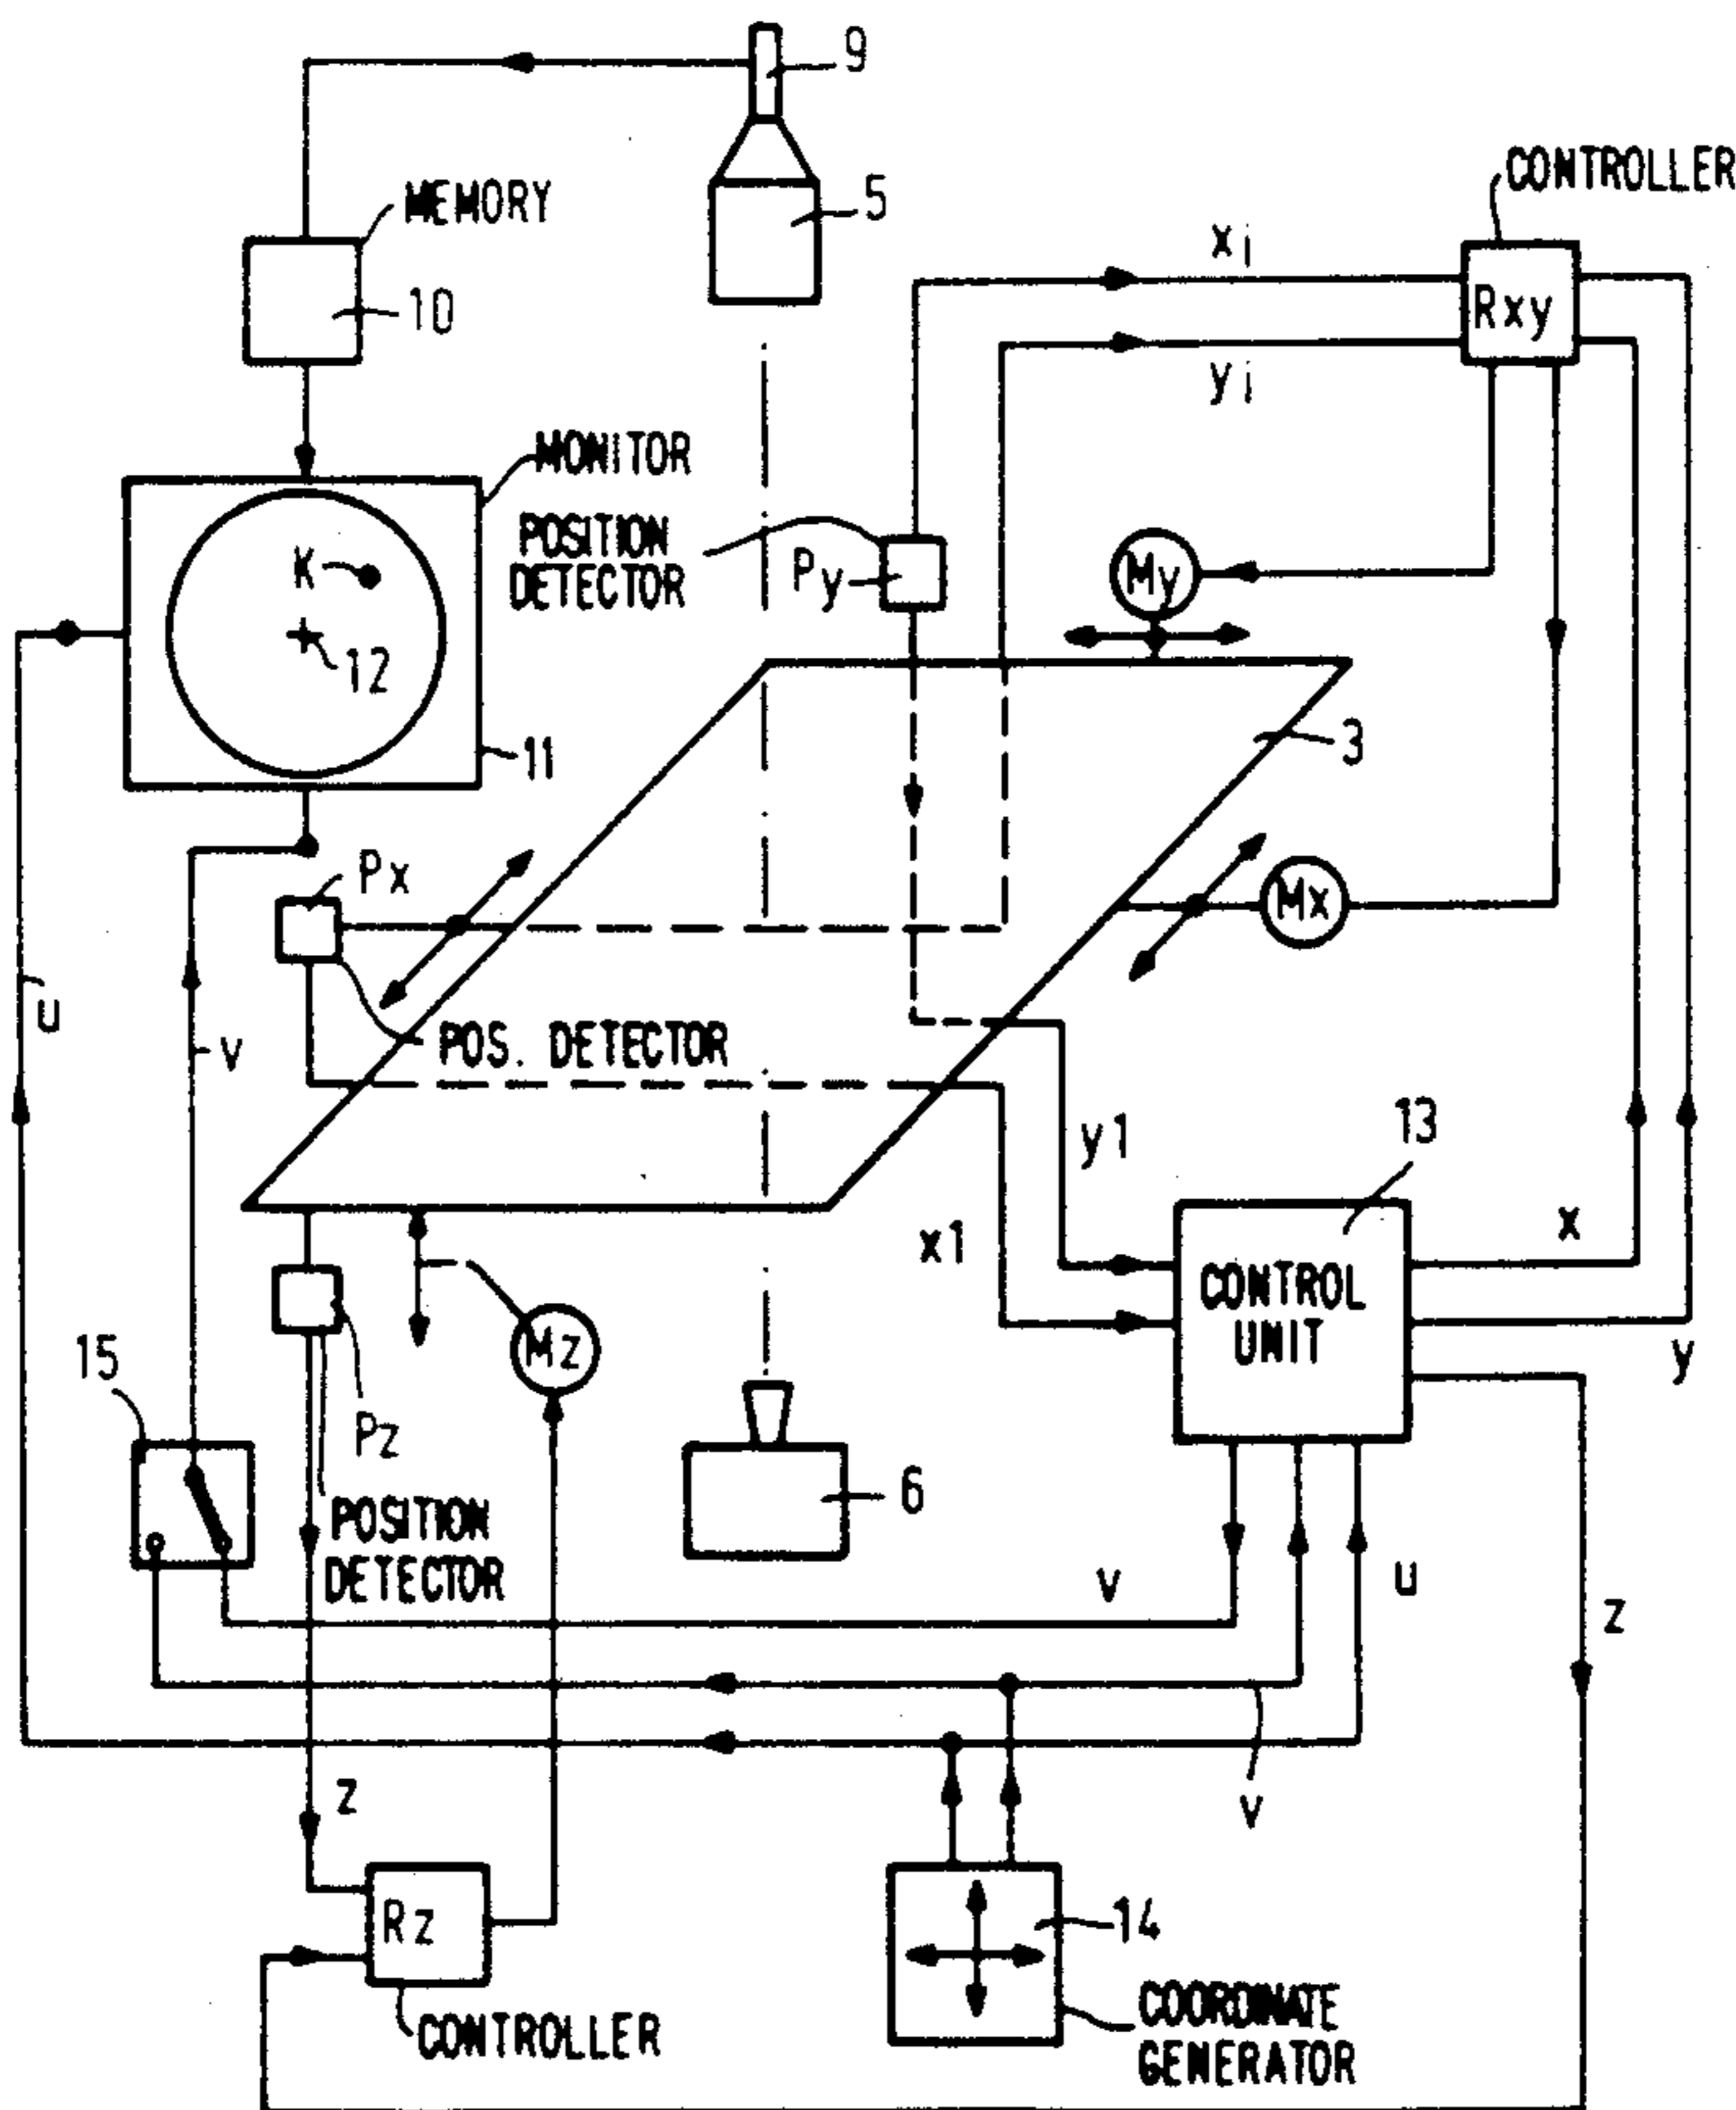 9
CONTROLLER
MEMORY
5
xi
Rxy
10
yi
MONITOR
POSITION
DETECTOR
Py
My
K
12
3
11
Px
Mx
u
v
POS. DETECTOR
y1
13
x1
x
CONTROL
UNIT
15
Mz
y
Pz
6
POSITION
DETECTOR
v
u
z
z
v
Rz
14
CONTROLLER
COORDINATE
GENERATOR